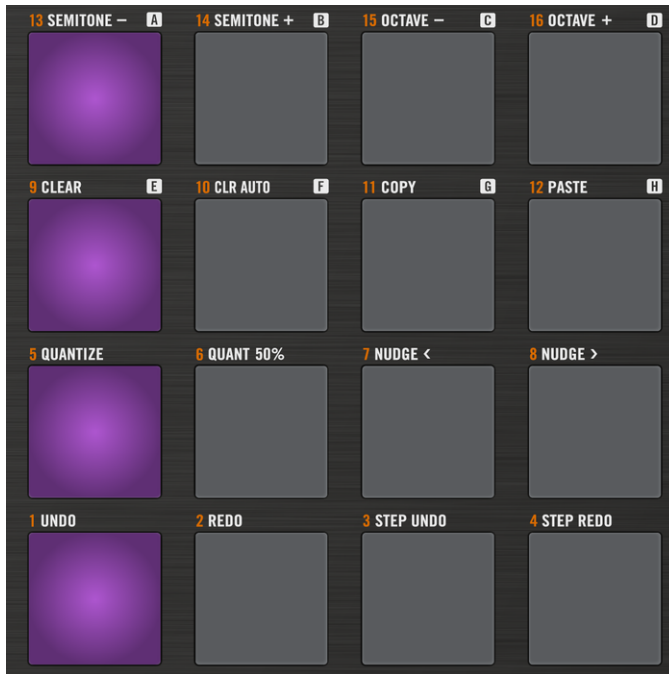 13 SEMITONE − A 14 SEMITONE + B 15 OCTAVE − C 16 OCTAVE + D
9 CLEAR E 10 CLR AUTO F 11 COPY G 12 PASTE H
5 QUANTIZE 6 QUANT 50% 7 NUDGE < 8 NUDGE >
1 UNDO 2 REDO 3 STEP UNDO 4 STEP REDO